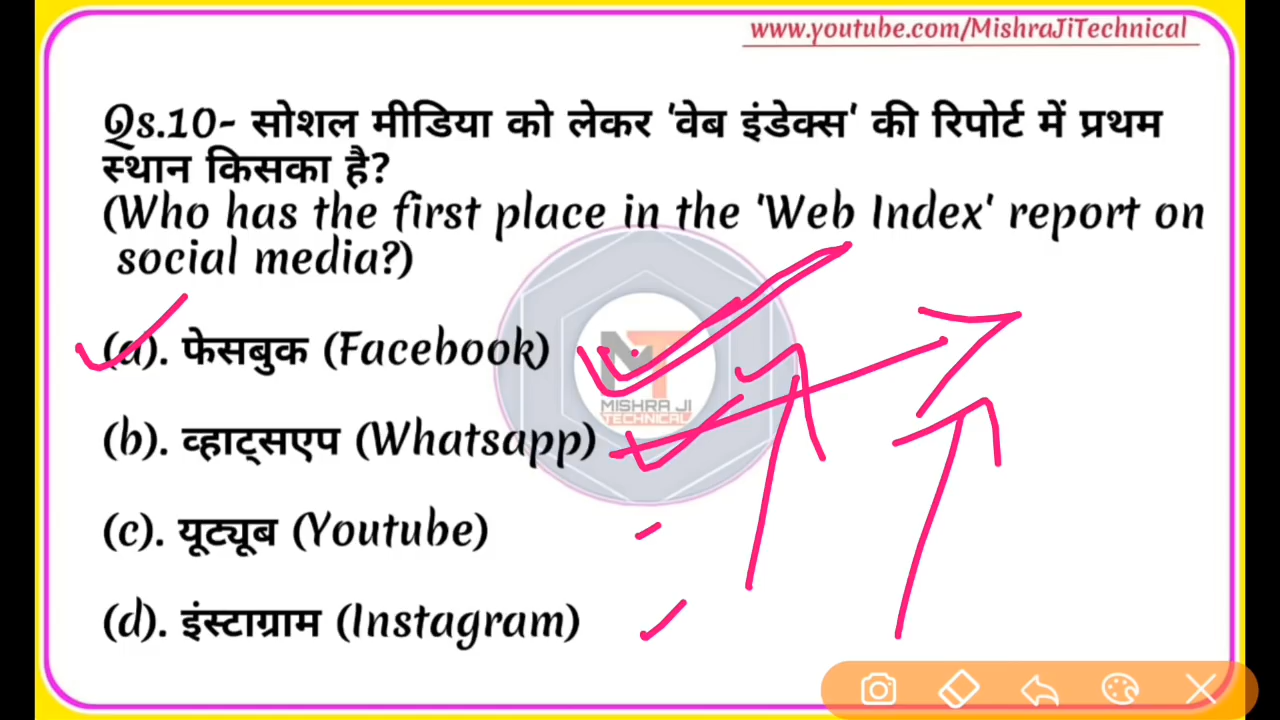 www.youtube.com/MishraJiTechnical
Qs.10- सोशल मीडिया को लेकर 'वेब इंडेक्स' की रिपोर्ट में प्रथम
स्थान किसका है?
(Who has the first place in the 'Web Index' report on
social media?)
(a). फेसबुक (Facebook)
(b). व्हाट्सएप (Whatsapp)
(c). यूट्यूब (Youtube)
(d). इंस्टाग्राम (Instagram)
MT
MISHRA JI
TECHNICAL